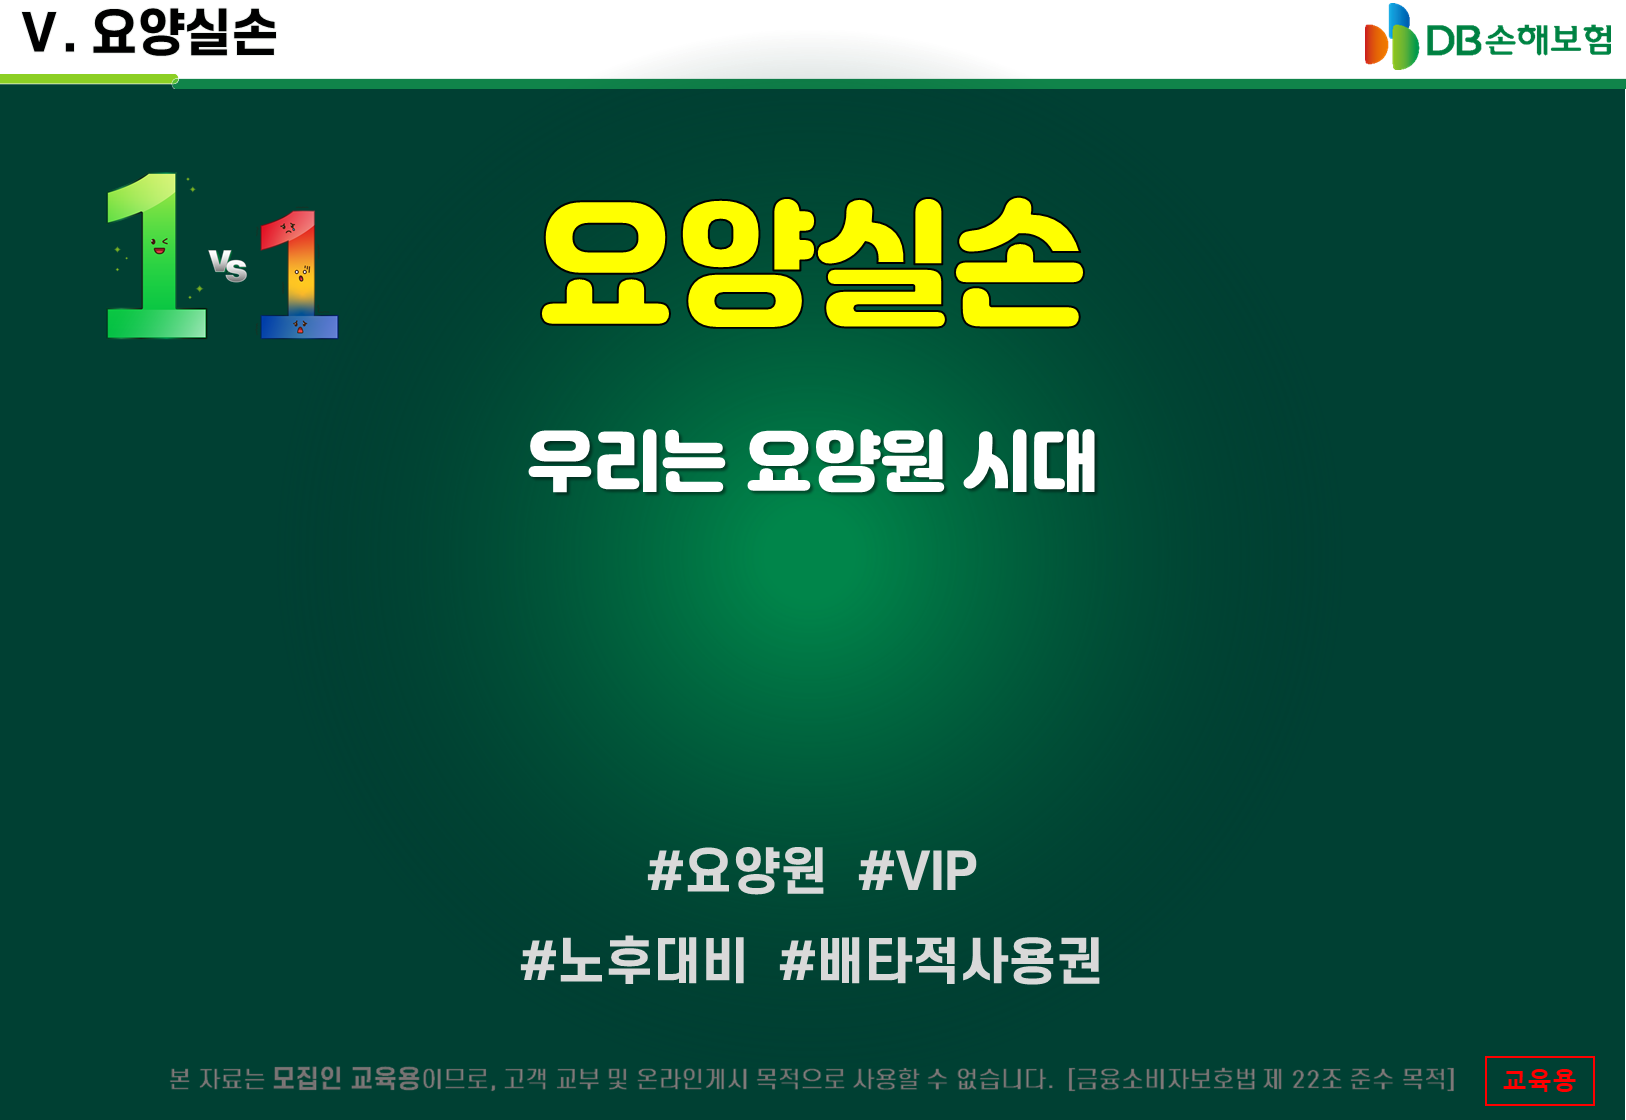 V. 요양실손
DB손해보험
1 vs 1
요양실손
우리는 요양원 시대
#요양원 #VIP
#노후대비 #배타적사용권
본 자료는 모집인 교육용이므로, 고객 교부 및 온라인게시 목적으로 사용할 수 없습니다. [금융소비자보호법 제 22조 준수 목적]
교육용